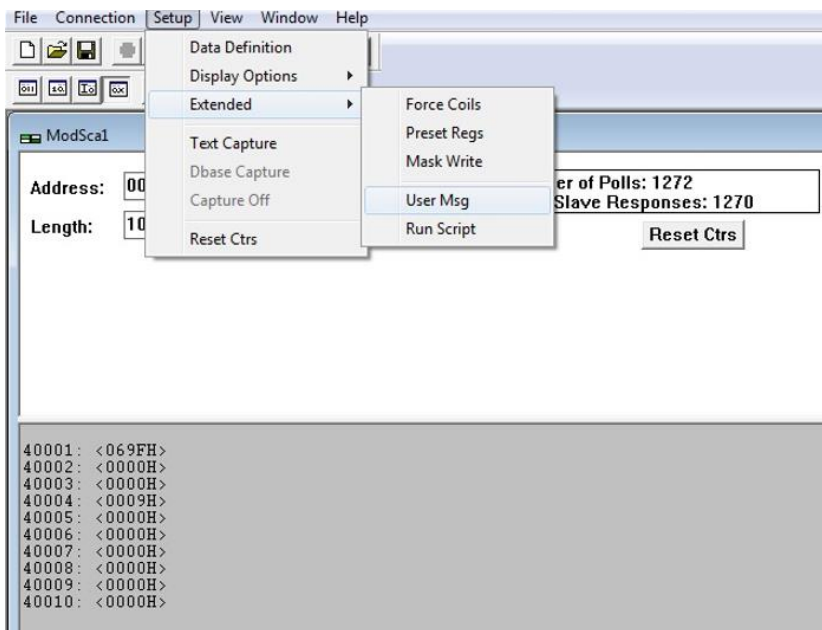 File Connection Setup View Window Help
Data Definition
Display Options
Extended
Text Capture
Dbase Capture
Capture Off
Reset Ctrs
Force Coils
Preset Regs
Mask Write
User Msg
Run Script
ModSca1
Address: 00
Length: 10
er of Polls: 1272
Slave Responses: 1270
Reset Ctrs
40001: <069FH>
40002: <0000H>
40003: <0000H>
40004: <0009H>
40005: <0000H>
40006: <0000H>
40007: <0000H>
40008: <0000H>
40009: <0000H>
40010: <0000H>